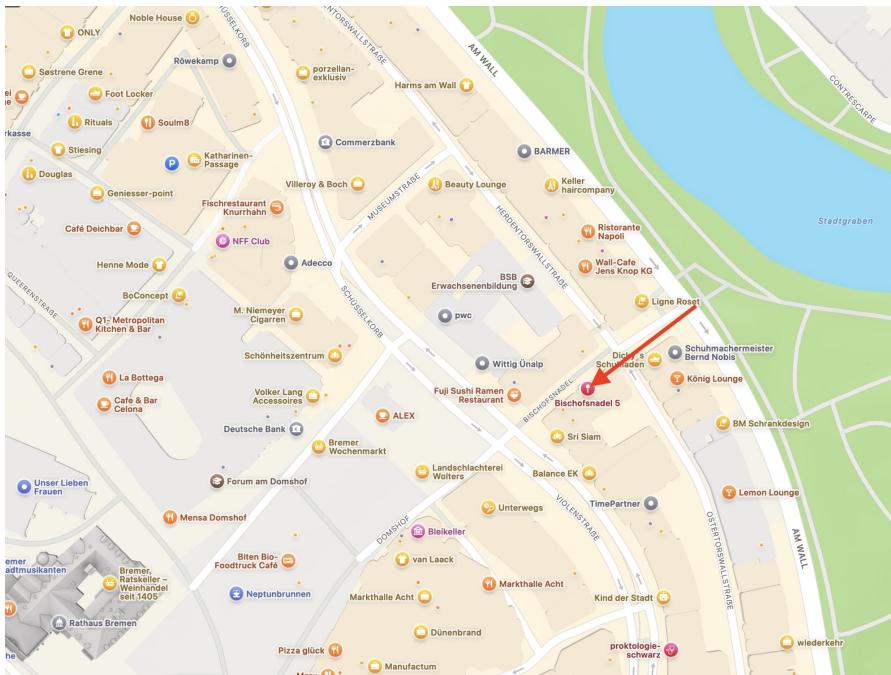 Noble House
ONLY
SCHÜSSELKORB
HERDENTORSWALLSTRAßE
AM WALL
Röwekamp
Søstrene Grene
porzellan-
exklusiv
Foot Locker
Harms am Wall
CONTRESCARPE
Rituals
Soulm8
rkasse
Commerzbank
BARMER
Stiesing
Katharinen-
Passage
P
Douglas
Geniesser-point
Villeroy & Boch
MUSEUMSTRAßE
Beauty Lounge
Keller
haircompany
Fischrestaurant
Knurrhahn
Café Deichbar
NFF Club
HERDENTORSWALLSTRAßE
Ristorante
Napoli
Stadtgraben
Henne Mode
Adecco
Wall-Cafe
Jens Knop KG
QUEERENSTRAßE
BoConcept
BSB
Erwachsenenbildung
M. Niemeyer
Cigarren
SCHÜSSELKORB
pwc
Ligne Roset
Q1- Metropolitan
Kitchen & Bar
Schönheitszentrum
Wittig Ünalp
Dicky´s
Schuhladen
Schuhmachermeister
Bernd Nobis
La Bottega
Volker Lang
Accessoires
Fuji Sushi Ramen
Restaurant
BISCHOFSNADEL
Bischofsnadel 5
König Lounge
Cafe & Bar
Celona
ALEX
Deutsche Bank
Bremer
Wochenmarkt
Sri Siam
BM Schrankdesign
Unser Lieben
Frauen
Forum am Domshof
Landschlachterei
Wolters
Balance EK
Lemon Lounge
Mensa Domshof
DOMSHOF
Unterwegs
VIOLENSTRAßE
TimePartner
OSTERTORSWALLSTRAßE
AM WALL
Bleikeller
emer
adtmusikanten
Bremer
Ratskeller –
Weinhandel
seit 1405
Biten Bio-
Foodtruck Café
van Laack
Neptunbrunnen
Markthalle Acht
Markthalle Acht
Kind der Stadt
Rathaus Bremen
Dünenbrand
wiederkehr
Pizza glück
proktologie-
schwarz
Manufactum
he